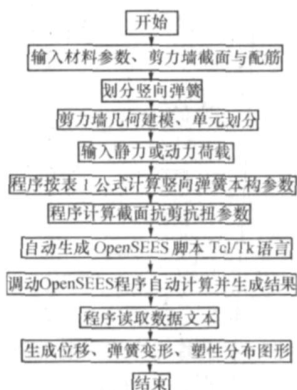 开始
输入材料参数、剪力墙截面与配筋
划分竖向弹簧
剪力墙几何建模、单元划分
输入静力或动力荷载
程序按表1公式计算竖向弹簧本构参数
程序计算截面抗剪抗扭参数
自动生成OpenSEES脚本Tcl/Tk语言
调动OpenSEES程序自动计算并生成结果
程序读取数据文本
生成位移、弹簧变形、塑性分布图形
结束